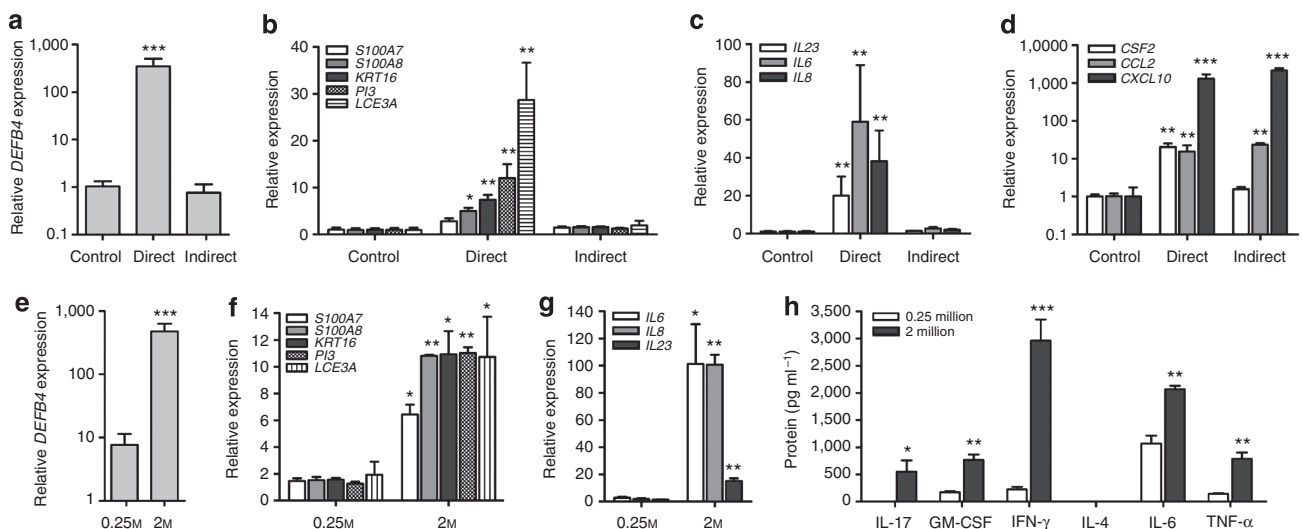 a
Relative DEFB4 expression
1,000
100
10
1
0.1
***
Control Direct Indirect
b
Relative expression
40
30
20
10
5
0
S100A7
S100A8
KRT16
PI3
LCE3A
* ** ** **
Control Direct Indirect
c
Relative expression
100
80
60
40
20
0
IL23
IL6
IL8
** ** **
Control Direct Indirect
d
Relative expression
1,0000
1,000
100
10
1
0.1
CSF2
CCL2
CXCL10
** ** *** ** ***
Control Direct Indirect
e
Relative DEFB4 expression
1,000
100
10
1
***
0.25M 2M
f
Relative expression
14
12
10
8
6
4
2
0
S100A7
S100A8
KRT16
PI3
LCE3A
* ** * ** *
0.25M 2M
g
Relative expression
140
120
100
80
60
40
20
0
IL6
IL8
IL23
* ** **
0.25M 2M
h
Protein (pg ml−1)
3,500
3,000
2,500
2,000
1,500
1,000
500
0
0.25 million
2 million
* ** *** ** **
IL-17 GM-CSF IFN-γ IL-4 IL-6 TNF-α